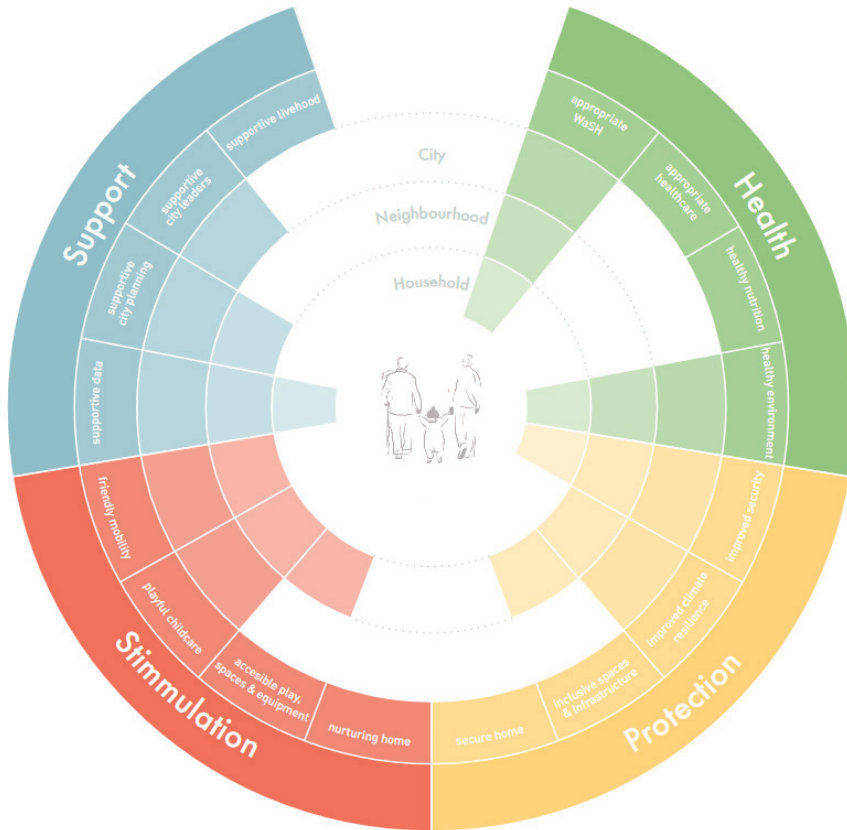 City
Neighbourhood
Household
Support
supportive livehood
supportive
city leaders
supportive
city planning
supportive data
Health
appropriate
WaSH
appropriate
healthcare
healthy nutrition
healthy environment
Protection
improved security
improved climate
resilience
inclusive spaces
& infrastructure
secure home
Stimmulation
friendly mobility
playful childcare
accesible play,
spaces & equipment
nurturing home